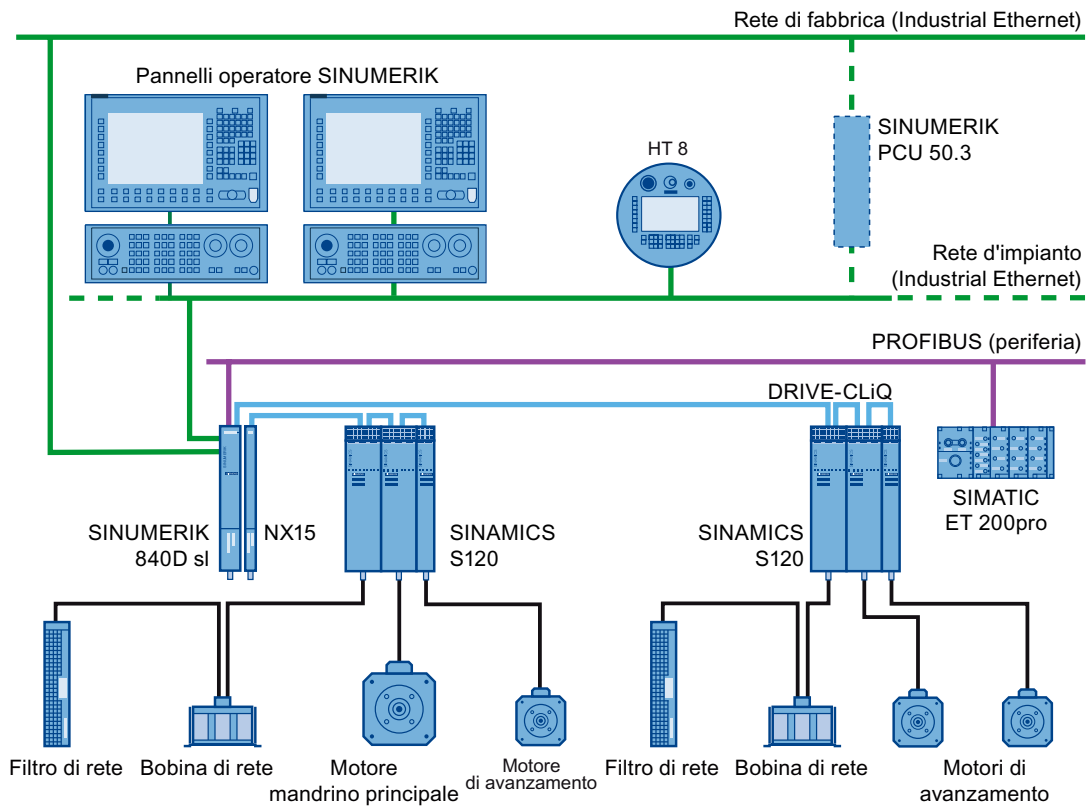 Rete di fabbrica (Industrial Ethernet)
Pannelli operatore SINUMERIK
SINUMERIK
PCU 50.3
HT 8
Rete d'impianto
(Industrial Ethernet)
PROFIBUS (periferia)
DRIVE-CLiQ
SINUMERIK
840D sl
NX15
SINAMICS
S120
SINAMICS
S120
SIMATIC
ET 200pro
Filtro di rete
Bobina di rete
Motore
mandrino principale
Motore
di avanzamento
Filtro di rete
Bobina di rete
Motori di
avanzamento